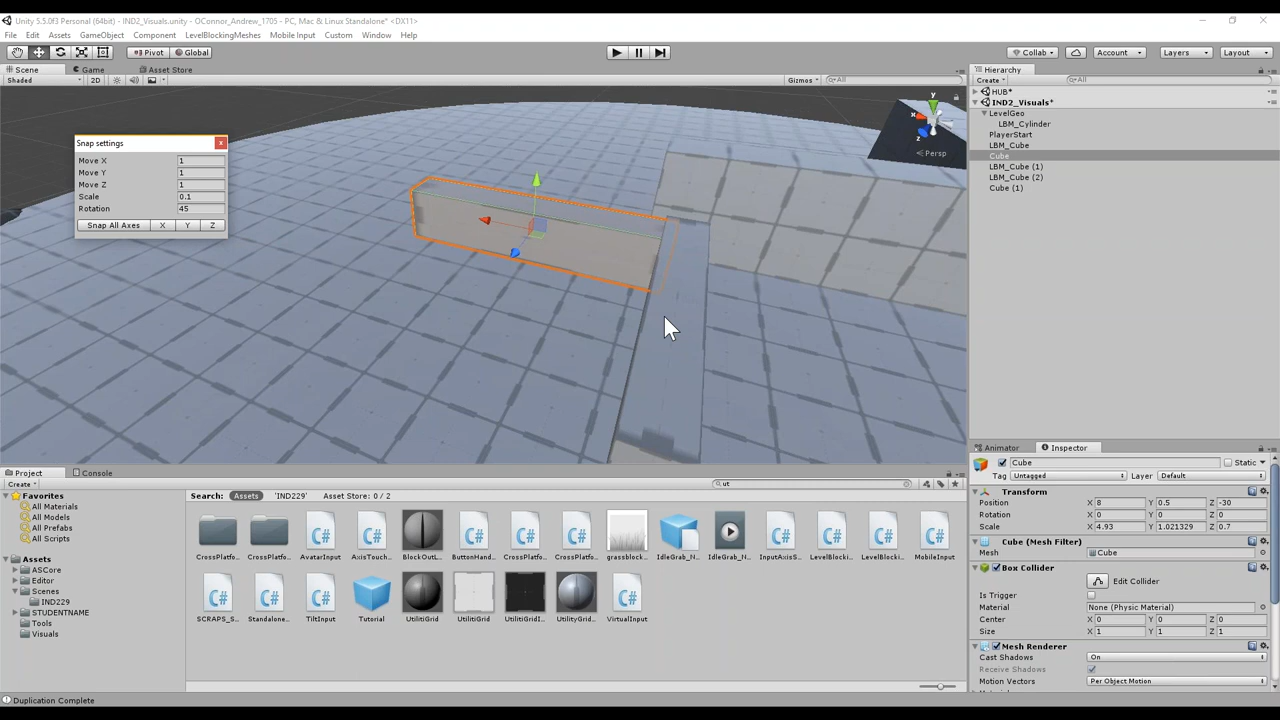 Unity 5.5.0f3 Personal (64bit) - IND2_Visuals.unity - OConnor_Andrew_1705 - PC, Mac & Linux Standalone* <DX11>
File Edit Assets GameObject Component LevelBlockingMeshes Mobile Input Custom Window Help
Pivot Global Collab Account Layers Layout
Scene Game Asset Store
Shaded 2D Gizmos All
y
x
z
Persp
Snap settings
Move X 1
Move Y 1
Move Z 1
Scale 0.1
Rotation 45
Snap All Axes X Y Z
Hierarchy
Create All
HUB*
IND2_Visuals*
LevelGeo
LBM_Cylinder
PlayerStart
LBM_Cube
Cube
LBM_Cube (1)
LBM_Cube (2)
Cube (1)
Project Console
Create ut
Favorites
All Materials
All Models
All Prefabs
All Scripts
Assets
ASCore
Editor
Scenes
IND229
STUDENTNAME
Tools
Visuals
Search: Assets 'IND229' Asset Store: 0 / 2
CrossPlatfo... CrossPlatfo... AvatarInput AxisTouch... BlockOutL... ButtonHand... CrossPlatfo... CrossPlatfo... grassblock... IdleGrab_N... IdleGrab_N... InputAxisS... LevelBlocki... LevelBlocki... MobileInput
SCRAPS_S... Standalone... TiltInput Tutorial UtilitiGrid UtilitiGrid UtilitiGridI... UtilityGrid... VirtualInput
Animator Inspector
Cube Static
Tag Untagged Layer Default
Transform
Position X 8 Y 0.5 Z -30
Rotation X 0 Y 0 Z 0
Scale X 4.93 Y 1.021329 Z 0.7
Cube (Mesh Filter)
Mesh Cube
Box Collider
Edit Collider
Is Trigger
Material None (Physic Material)
Center X 0 Y 0 Z 0
Size X 1 Y 1 Z 1
Mesh Renderer
Cast Shadows On
Receive Shadows
Motion Vectors Per Object Motion
Duplication Complete